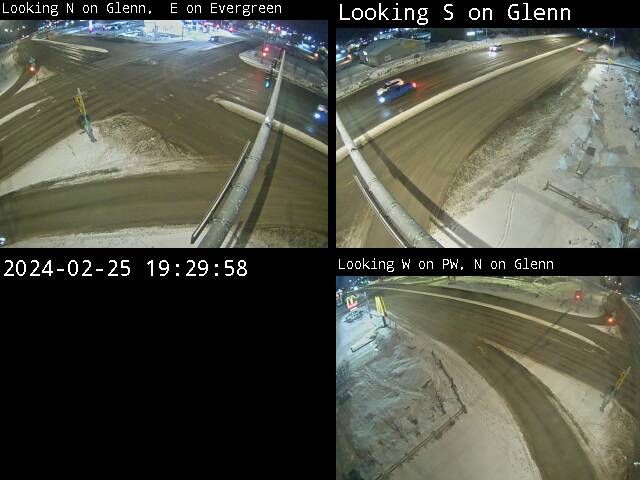 Looking N on Glenn, E on Evergreen
Looking S on Glenn
2024-02-25 19:29:58
Looking W on PW, N on Glenn